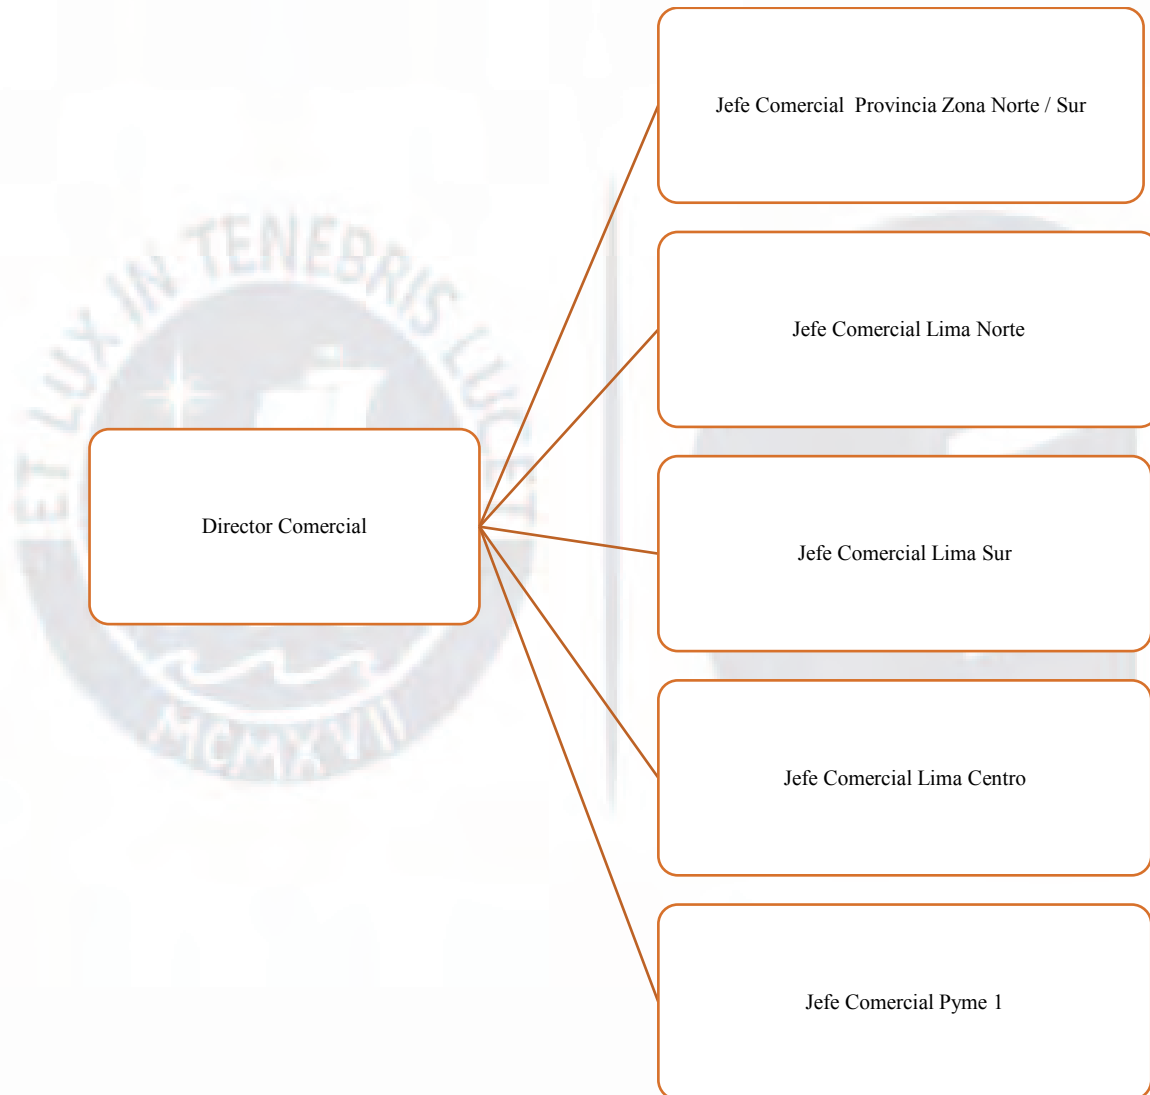 Jefe Comercial  Provincia Zona Norte / Sur
Jefe Comercial Lima Norte
Director Comercial
Jefe Comercial Lima Sur
Jefe Comercial Lima Centro
Jefe Comercial Pyme 1
ET LUX IN TENEBRIS LUCET
MCMXVII